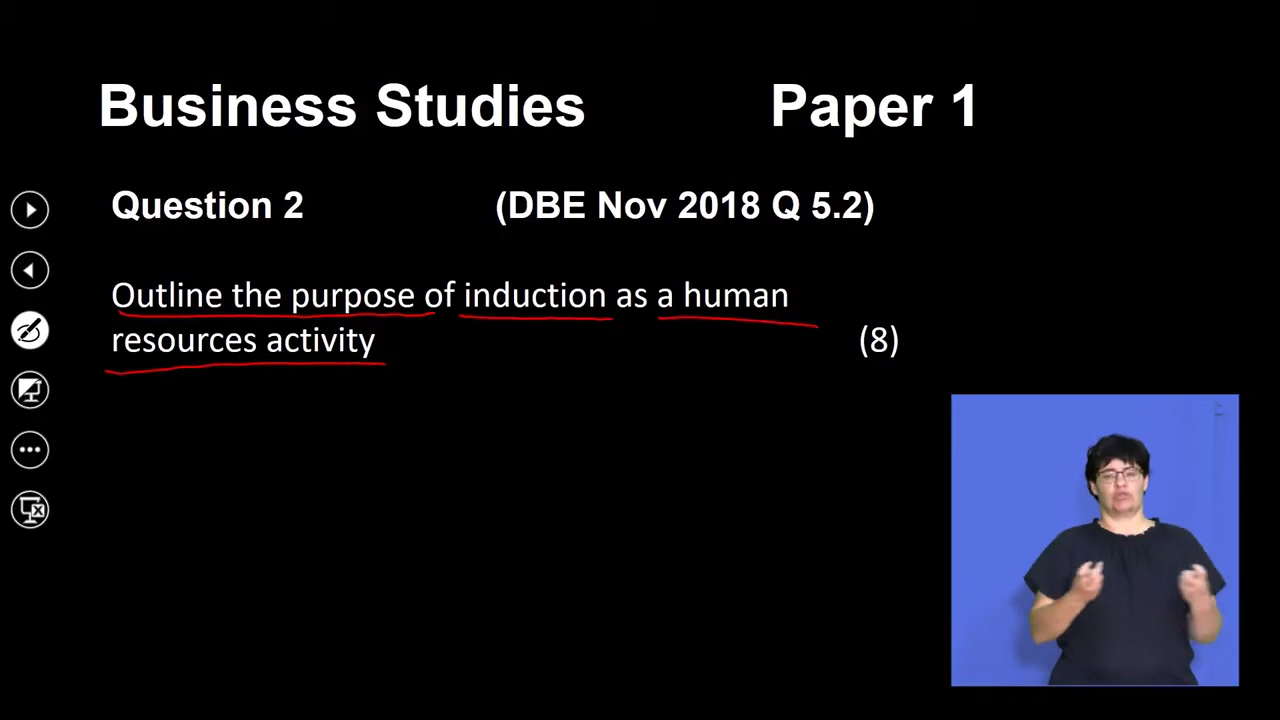 Business Studies Paper 1
Question 2 (DBE Nov 2018 Q 5.2)
Outline the purpose of induction as a human
resources activity (8)